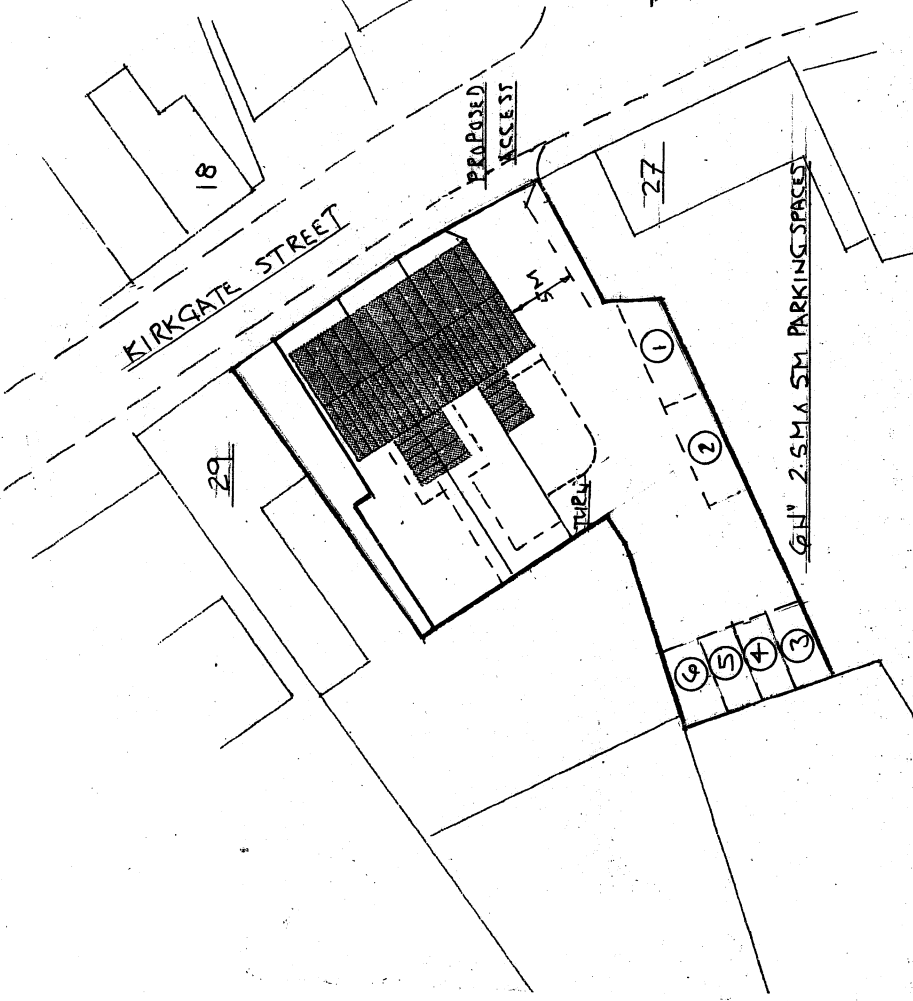 18
PROPOSED
ACCESS
27
KIRKGATE STREET
5M
29
1
2
6 Nº 2.5M x 5M PARKING SPACES
TURN
6
5
4
3